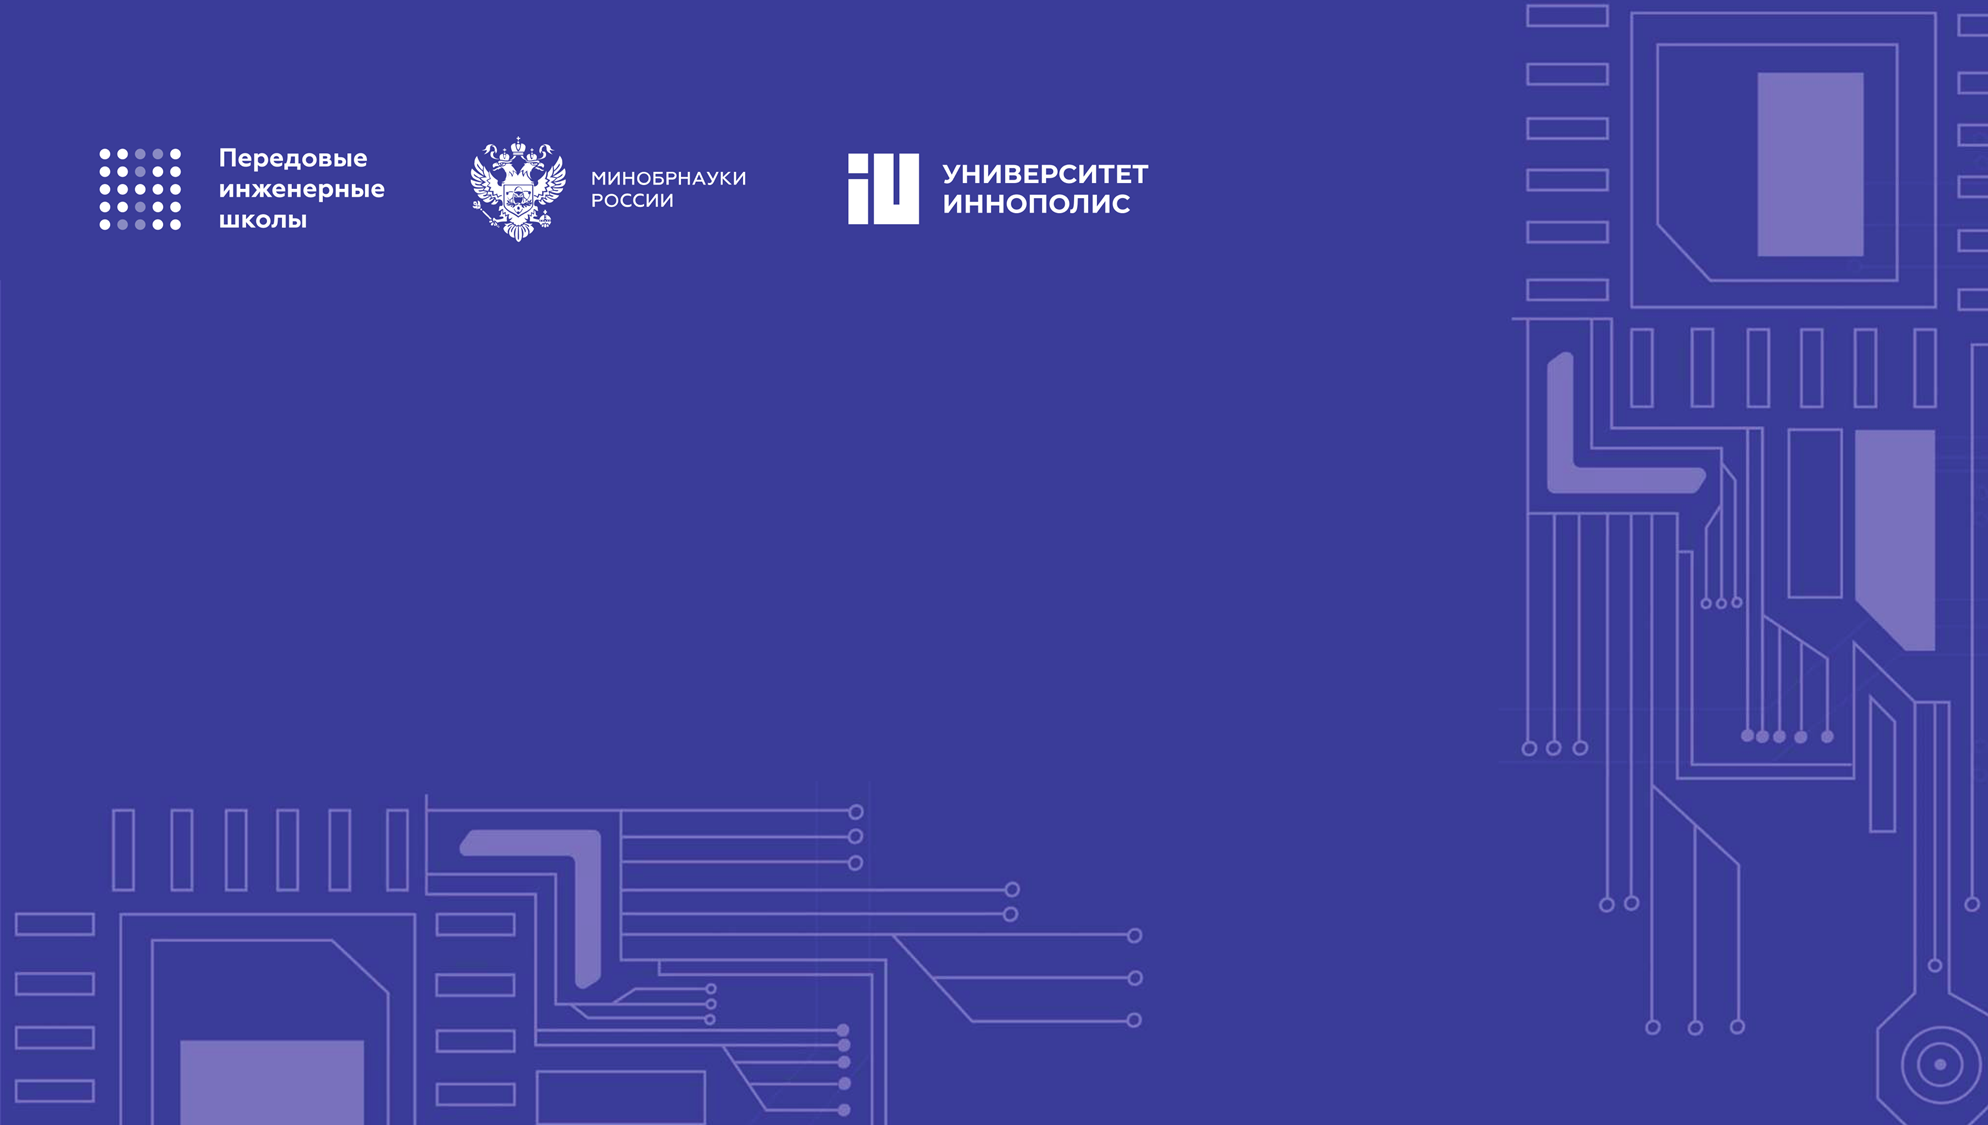 Передовые
инженерные
школы
МИНОБРНАУКИ
РОССИИ
УНИВЕРСИТЕТ
ИННОПОЛИС